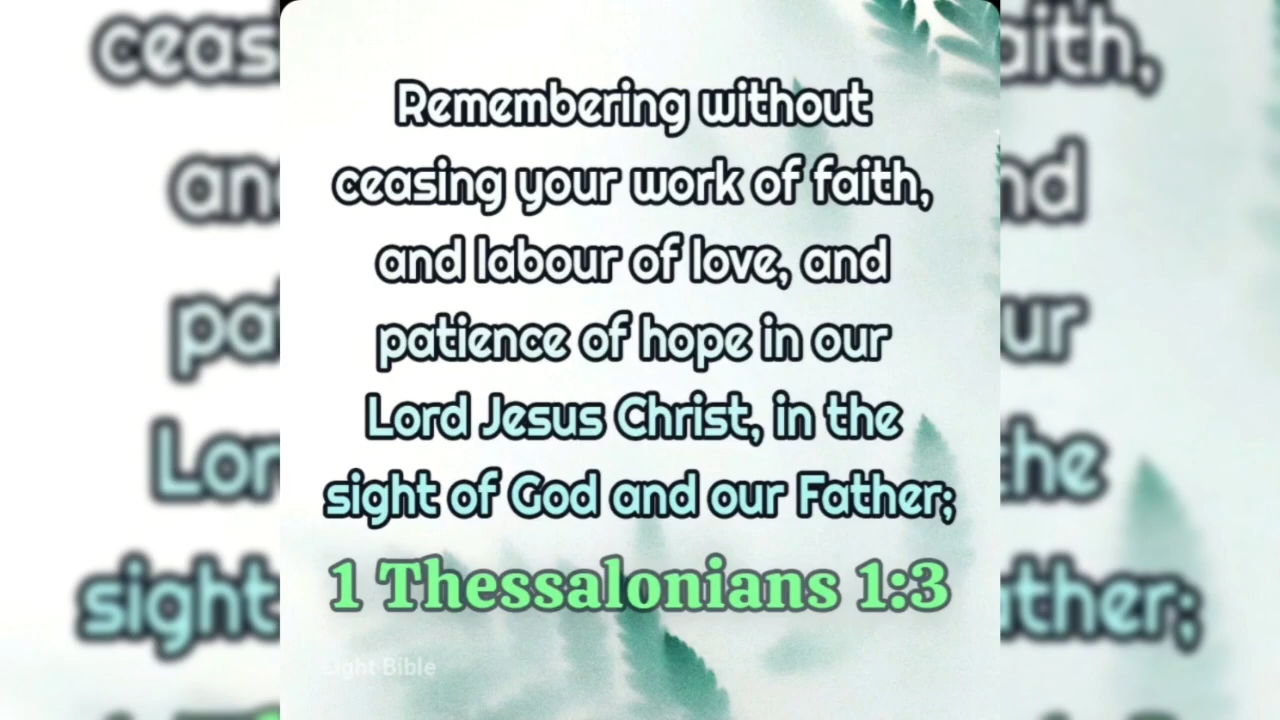 Remembering without
ceasing your work of faith,
and labour of love, and
patience of hope in our
Lord Jesus Christ, in the
sight of God and our Father;
1 Thessalonians 1:3
Light Bible